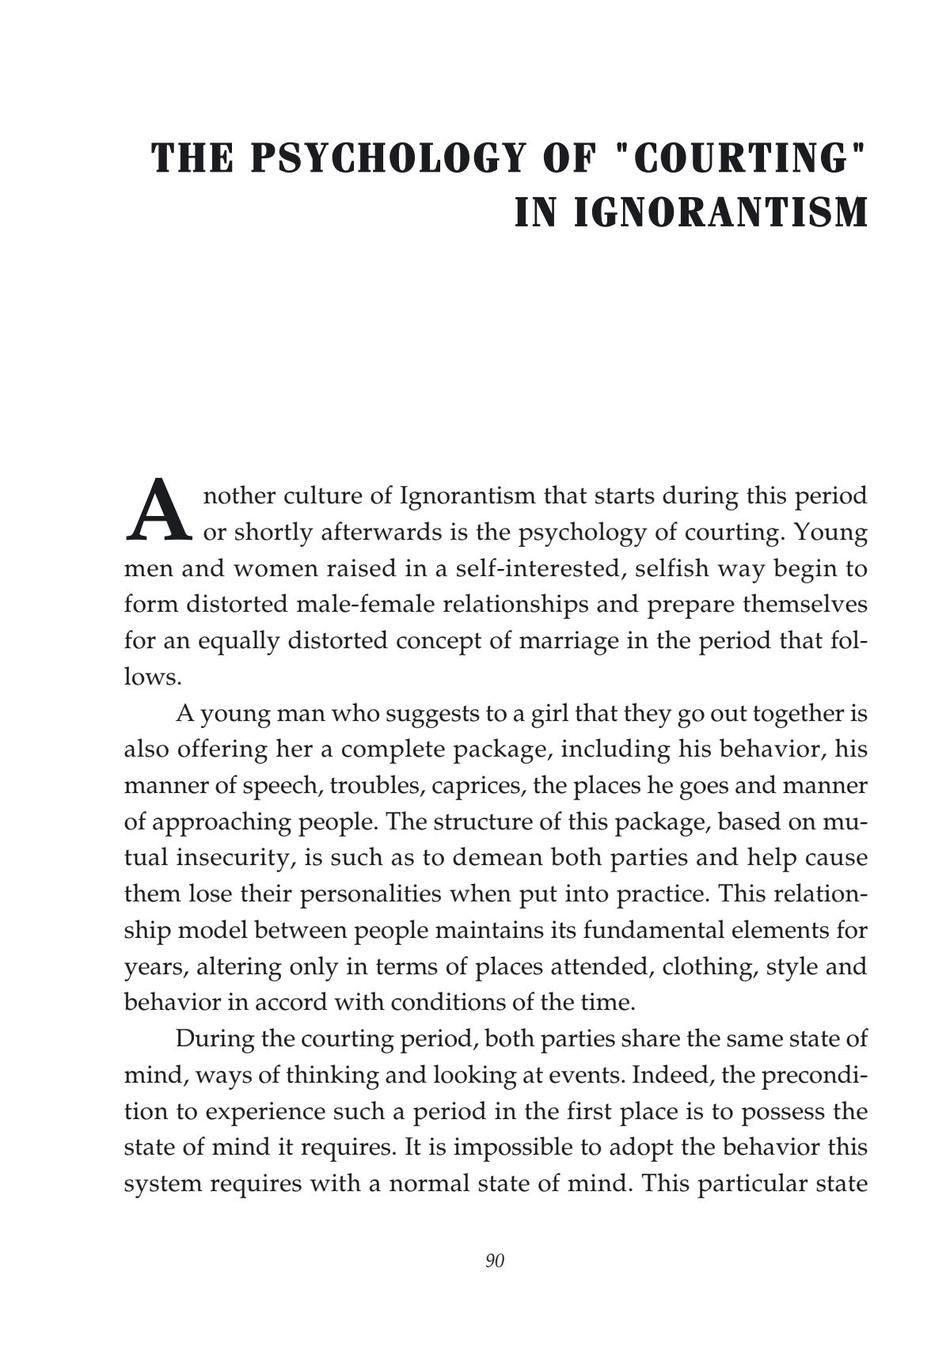 THE PSYCHOLOGY OF "COURTING"
IN IGNORANTISM
Another culture of Ignorantism that starts during this period
or shortly afterwards is the psychology of courting. Young
men and women raised in a self-interested, selfish way begin to
form distorted male-female relationships and prepare themselves
for an equally distorted concept of marriage in the period that fol-
lows.
A young man who suggests to a girl that they go out together is
also offering her a complete package, including his behavior, his
manner of speech, troubles, caprices, the places he goes and manner
of approaching people. The structure of this package, based on mu-
tual insecurity, is such as to demean both parties and help cause
them lose their personalities when put into practice. This relation-
ship model between people maintains its fundamental elements for
years, altering only in terms of places attended, clothing, style and
behavior in accord with conditions of the time.
During the courting period, both parties share the same state of
mind, ways of thinking and looking at events. Indeed, the precondi-
tion to experience such a period in the first place is to possess the
state of mind it requires. It is impossible to adopt the behavior this
system requires with a normal state of mind. This particular state
90